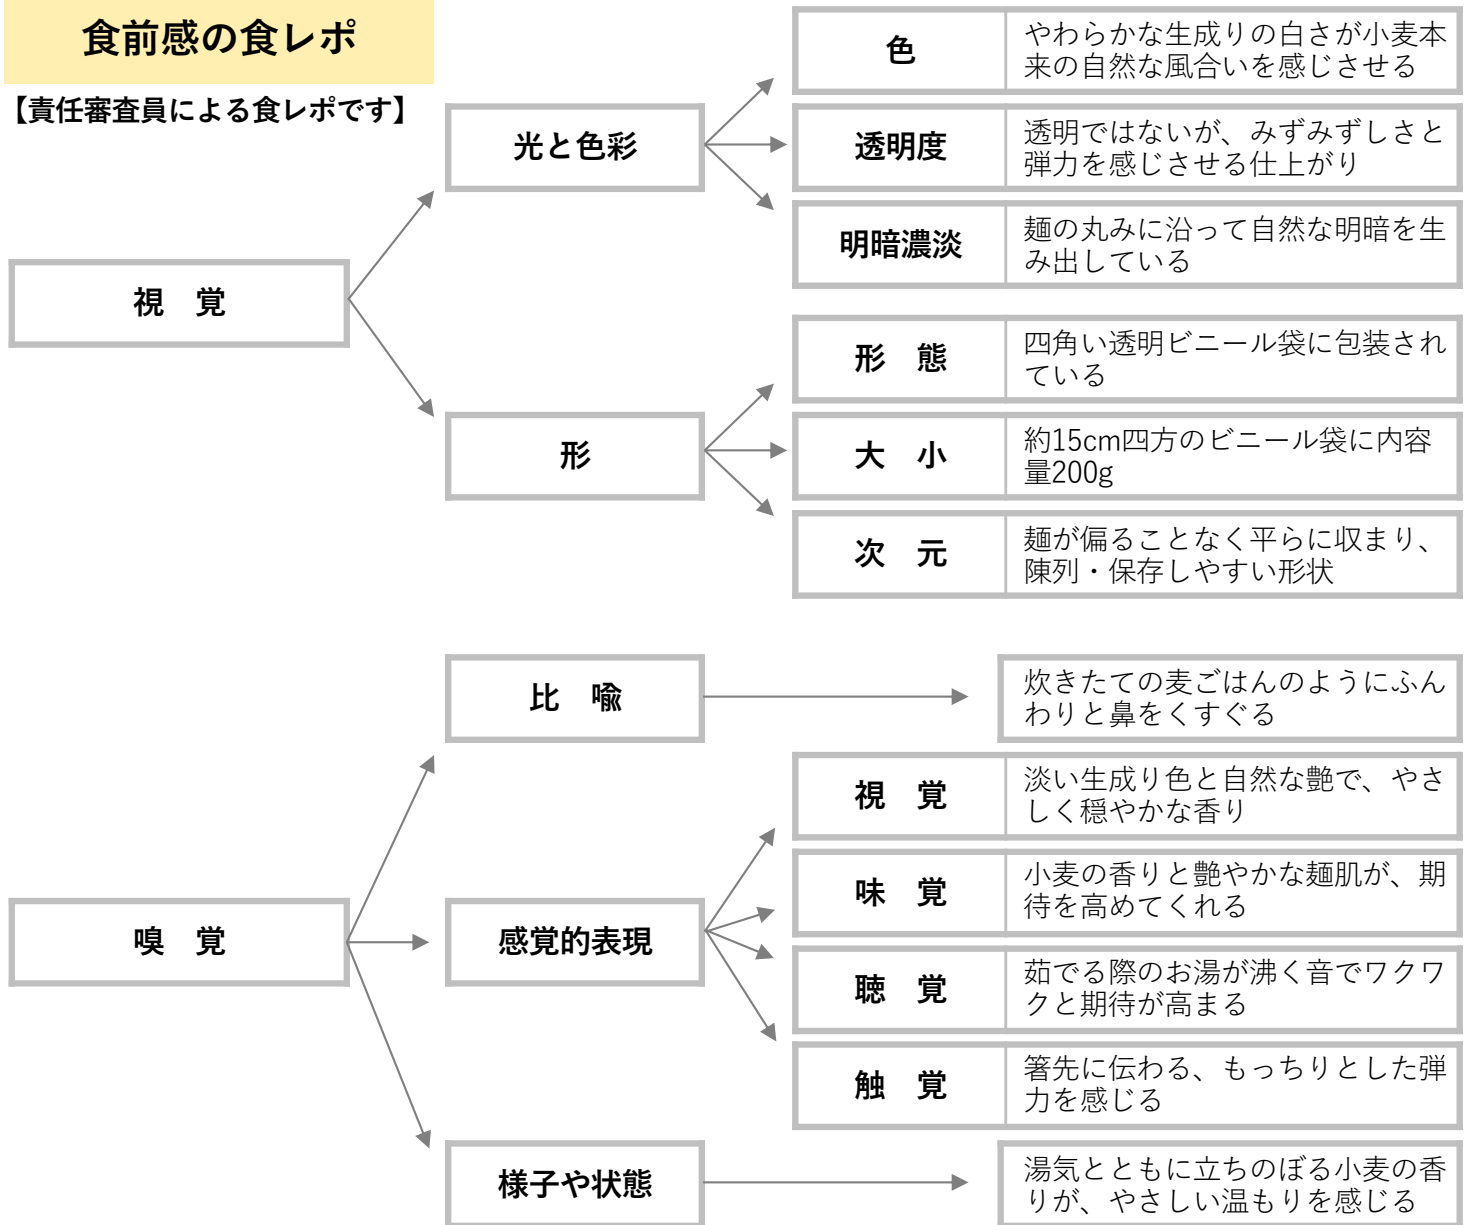 食前感の食レポ
【責任審査員による食レポです】
視　覚
光と色彩
色
やわらかな生成りの白さが小麦本
来の自然な風合いを感じさせる
透明度
透明ではないが、みずみずしさと
弾力を感じさせる仕上がり
明暗濃淡
麺の丸みに沿って自然な明暗を生
み出している
形
形　態
四角い透明ビニール袋に包装され
ている
大　小
約15cm四方のビニール袋に内容
量200g
次　元
麺が偏ることなく平らに収まり、
陳列・保存しやすい形状
嗅　覚
比　喩
炊きたての麦ごはんのようにふん
わりと鼻をくすぐる
感覚的表現
視　覚
淡い生成り色と自然な艶で、やさ
しく穏やかな香り
味　覚
小麦の香りと艶やかな麺肌が、期
待を高めてくれる
聴　覚
茹でる際のお湯が沸く音でワクワ
クと期待が高まる
触　覚
箸先に伝わる、もっちりとした弾
力を感じる
様子や状態
湯気とともに立ちのぼる小麦の香
りが、やさしい温もりを感じる